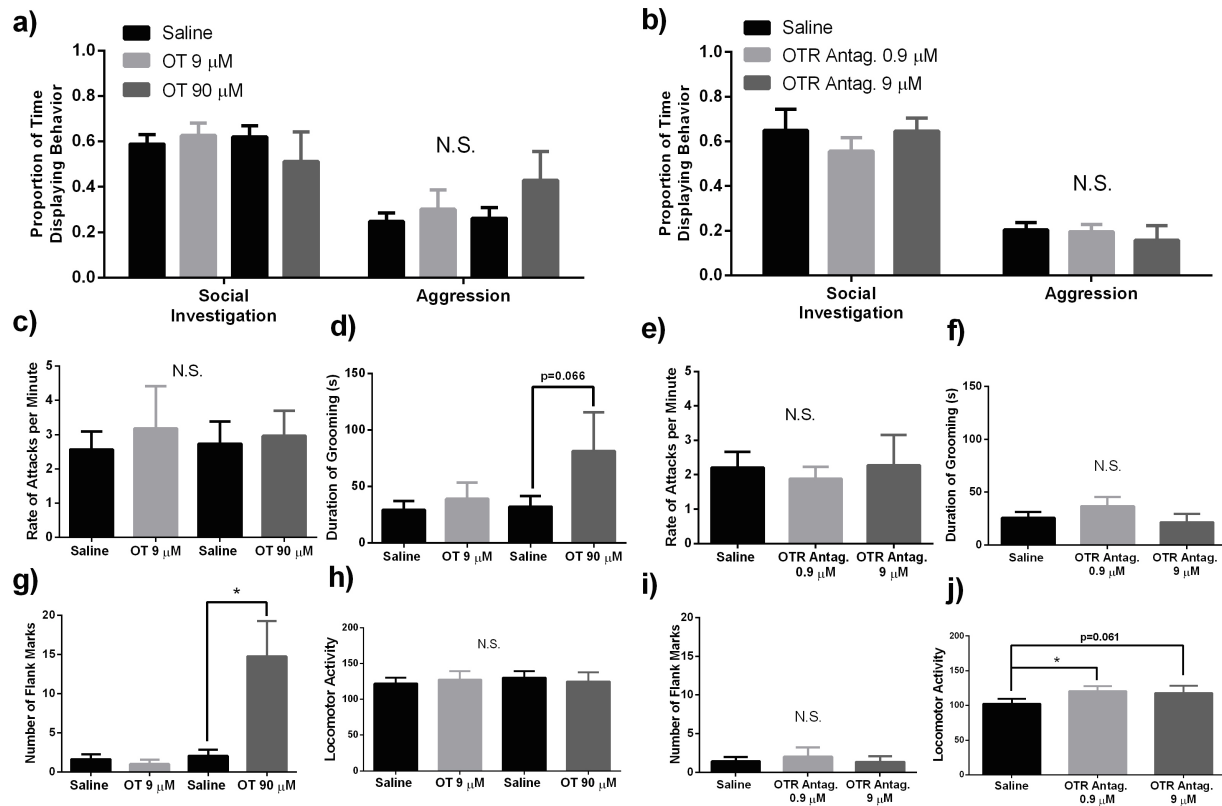 a)
Saline
OT 9 µM
OT 90 µM
Proportion of Time
Displaying Behavior
1.0
0.8
0.6
0.4
0.2
0.0
N.S.
Social
Investigation
Aggression
b)
Saline
OTR Antag. 0.9 µM
OTR Antag. 9 µM
Proportion of Time
Displaying Behavior
1.0
0.8
0.6
0.4
0.2
0.0
N.S.
Social
Investigation
Aggression
c)
Rate of Attacks per Minute
5
4
3
2
1
0
N.S.
Saline
OT 9 µM
Saline
OT 90 µM
d)
Duration of Grooming (s)
150
100
50
0
p=0.066
Saline
OT 9 µM
Saline
OT 90 µM
e)
Rate of Attacks per Minute
5
4
3
2
1
0
N.S.
Saline
OTR Antag.
0.9 µM
OTR Antag.
9 µM
f)
Duration of Grooming (s)
150
100
50
0
N.S.
Saline
OTR Antag.
0.9 µM
OTR Antag.
9 µM
g)
Number of Flank Marks
20
15
10
5
0
*
Saline
OT 9 µM
Saline
OT 90 µM
h)
Locomotor Activity
200
150
100
50
0
N.S.
Saline
OT 9 µM
Saline
OT 90 µM
i)
Number of Flank Marks
20
15
10
5
0
N.S.
Saline
OTR Antag.
0.9 µM
OTR Antag.
9 µM
j)
Locomotor Activity
200
150
100
50
0
p=0.061
*
Saline
OTR Antag.
0.9 µM
OTR Antag.
9 µM